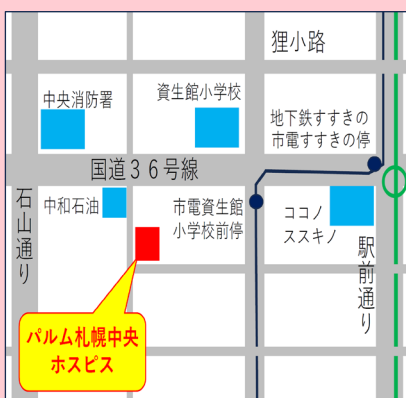 狸小路
中央消防署
資生館小学校
地下鉄すすきの
市電すすきの停
国道３６号線
石山通り
中和石油
市電資生館
小学校前停
ココノ
ススキノ
駅前通り
パルム札幌中央
ホスピス